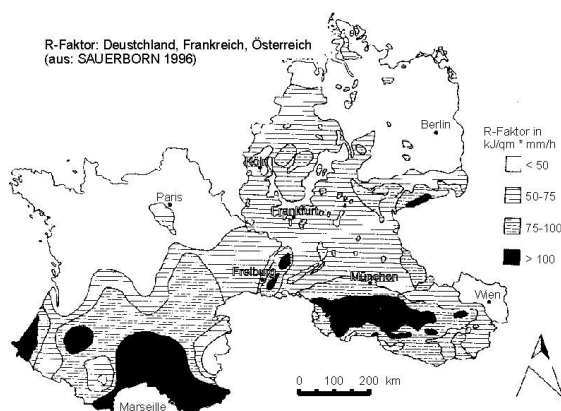 R-Faktor: Deustchland, Frankreich, Österreich
(aus: SAUERBORN 1996)
Berlin
R-Faktor in
kJ/qm * mm/h
< 50
50-75
75-100
> 100
Köln
Paris
Frankfurt
Freiburg
München
Wien
0 100 200 km
Marseille